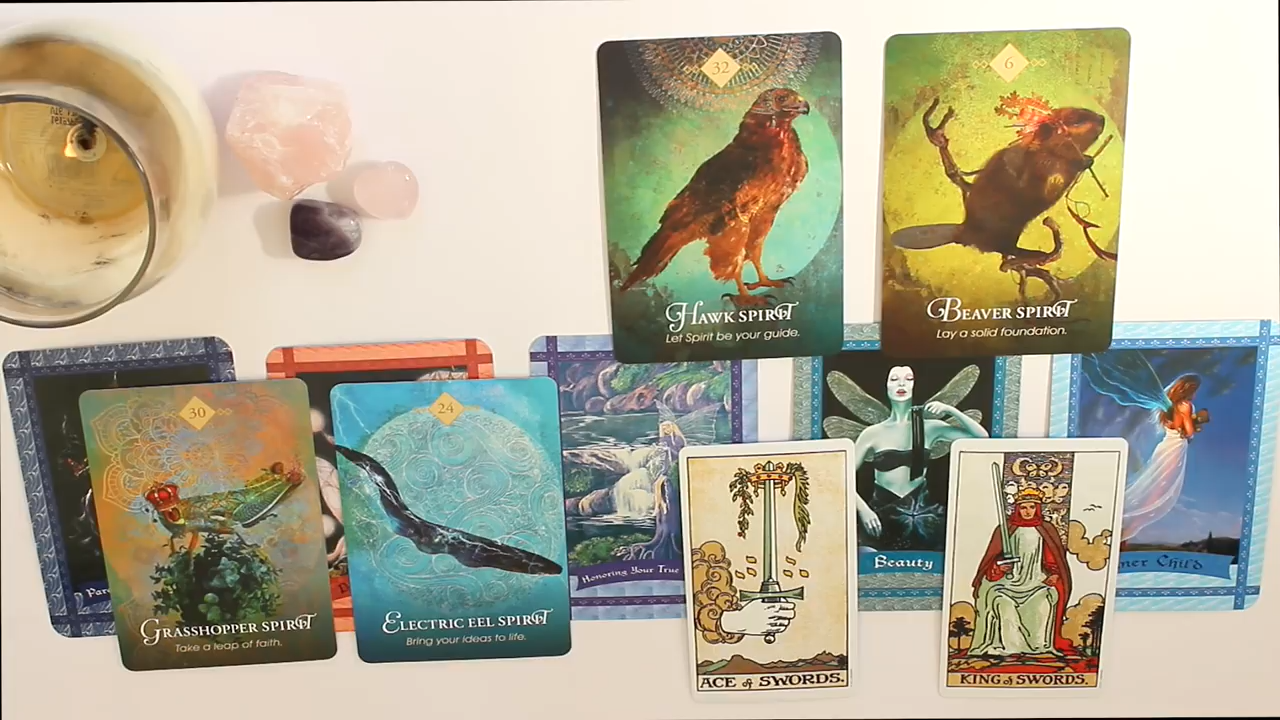 32
HAWK SPIRIT
Let Spirit be your guide.
6
BEAVER SPIRIT
Lay a solid foundation.
30
GRASSHOPPER SPIRIT
Take a leap of faith.
24
ELECTRIC EEL SPIRIT
Bring your ideas to life.
Honoring Your True
Beauty
Child
ACE of SWORDS.
KING of SWORDS.